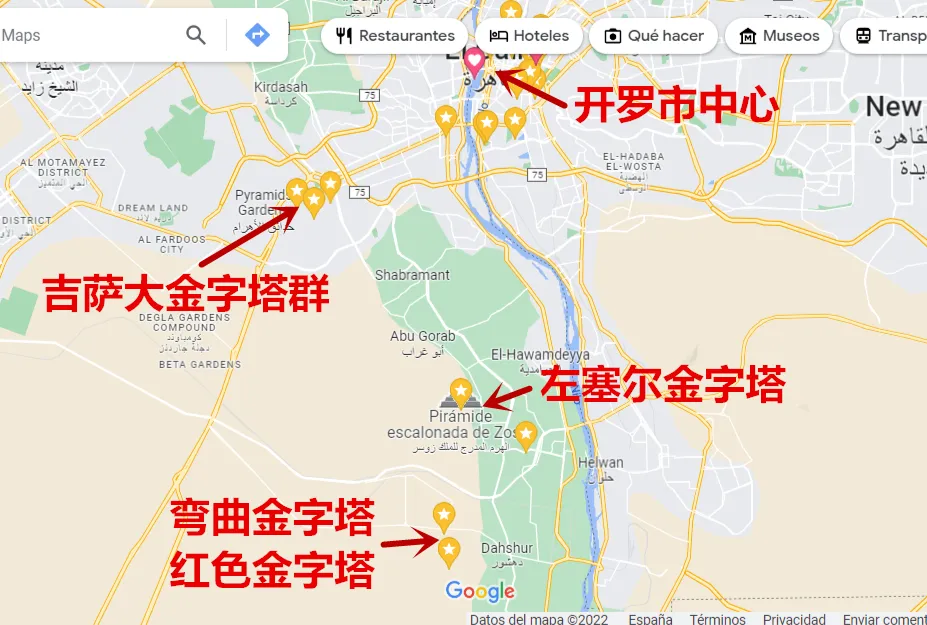 Maps
Restaurantes
Hoteles
Qué hacer
Museos
Transp
مدينة
الشيخ زايد
Kirdasah
كرداسة
75
开罗市中心
New
القاهرة
EL-HADABA
EL-WOSTA
الهضبة
الوسطى
75
AL MOTAMAYEZ
DISTRICT
الحي المتميز
Pyramids
Gardens
حدائق الأهرام
75
DREAM LAND
دريم لاند
DISTRICT
AL FARDOOS
CITY
吉萨大金字塔群
Shabramant
DEGLA GARDENS
COMPOUND
كومباوند
دجلة جاردنز
BETA GARDENS
Abu Gorab
أبو غراب
El-Hawamdeyya
左塞尔金字塔
Pirámide
escalonada de Zos
الهرم المدرج للملك زوسر
Helwan
حلوان
弯曲金字塔
红色金字塔
Dahshur
دهشور
Google
Datos del mapa ©2022
España
Términos
Privacidad
Enviar coment